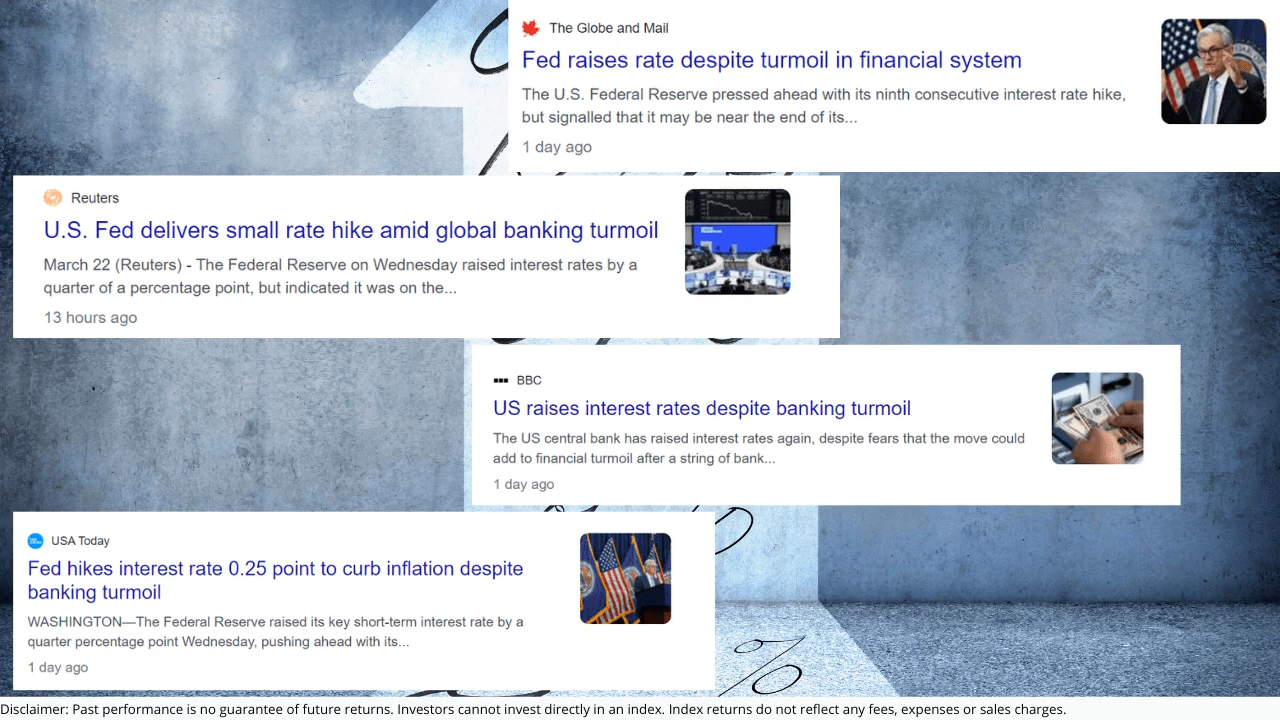 The Globe and Mail
Fed raises rate despite turmoil in financial system
The U.S. Federal Reserve pressed ahead with its ninth consecutive interest rate hike,
but signalled that it may be near the end of its...
1 day ago
Reuters
U.S. Fed delivers small rate hike amid global banking turmoil
March 22 (Reuters) - The Federal Reserve on Wednesday raised interest rates by a
quarter of a percentage point, but indicated it was on the...
13 hours ago
BBC
US raises interest rates despite banking turmoil
The US central bank has raised interest rates again, despite fears that the move could
add to financial turmoil after a string of bank...
1 day ago
USA Today
Fed hikes interest rate 0.25 point to curb inflation despite
banking turmoil
WASHINGTON—The Federal Reserve raised its key short-term interest rate by a
quarter percentage point Wednesday, pushing ahead with its...
1 day ago
%
Disclaimer: Past performance is no guarantee of future returns. Investors cannot invest directly in an index. Index returns do not reflect any fees, expenses or sales charges.